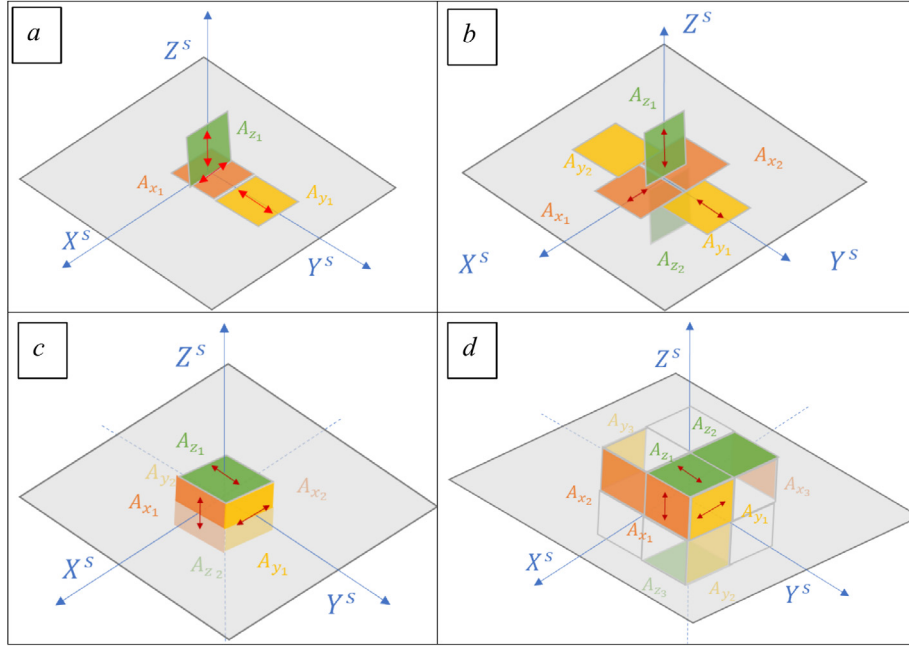 a
Z^S
A_{z_1}
A_{x_1}
A_{y_1}
X^S
Y^S
b
Z^S
A_{z_1}
A_{y_2}
A_{x_2}
A_{x_1}
A_{y_1}
A_{z_2}
X^S
Y^S
c
Z^S
A_{z_1}
A_{y_2}
A_{x_1}
A_{x_2}
A_{z_2}
A_{y_1}
X^S
Y^S
d
Z^S
A_{y_3}
A_{z_2}
A_{z_1}
A_{x_2}
A_{x_3}
A_{y_1}
A_{x_1}
A_{z_3}
A_{y_2}
X^S
Y^S